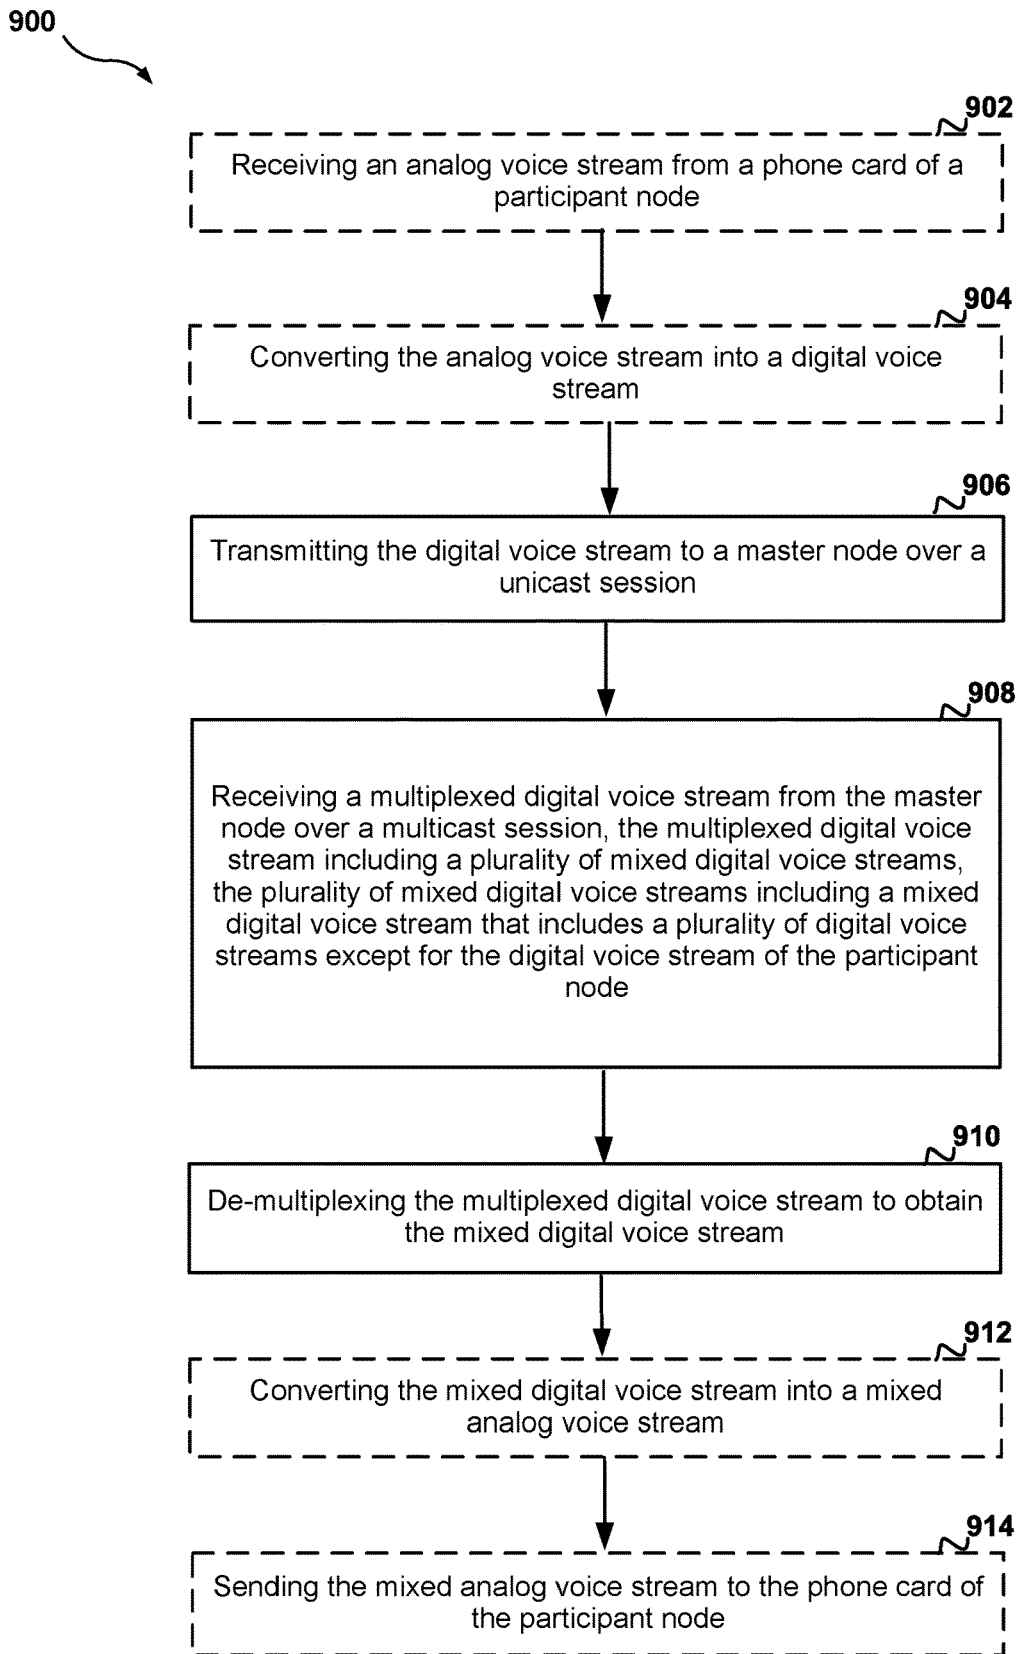 900
902
Receiving an analog voice stream from a phone card of a
participant node
904
Converting the analog voice stream into a digital voice
stream
906
Transmitting the digital voice stream to a master node over a
unicast session
908
Receiving a multiplexed digital voice stream from the master
node over a multicast session, the multiplexed digital voice
stream including a plurality of mixed digital voice streams,
the plurality of mixed digital voice streams including a mixed
digital voice stream that includes a plurality of digital voice
streams except for the digital voice stream of the participant
node
910
De-multiplexing the multiplexed digital voice stream to obtain
the mixed digital voice stream
912
Converting the mixed digital voice stream into a mixed
analog voice stream
914
Sending the mixed analog voice stream to the phone card of
the participant node